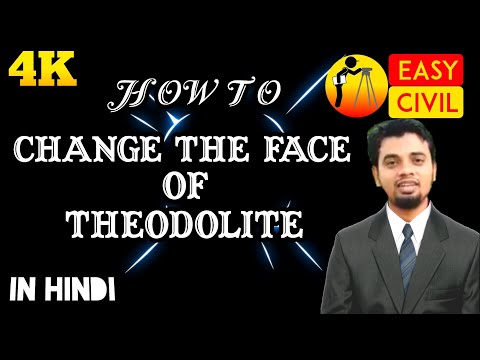 4K
HOW TO
EASY
CIVIL
CHANGE THE FACE
OF
THEODOLITE
IN HINDI